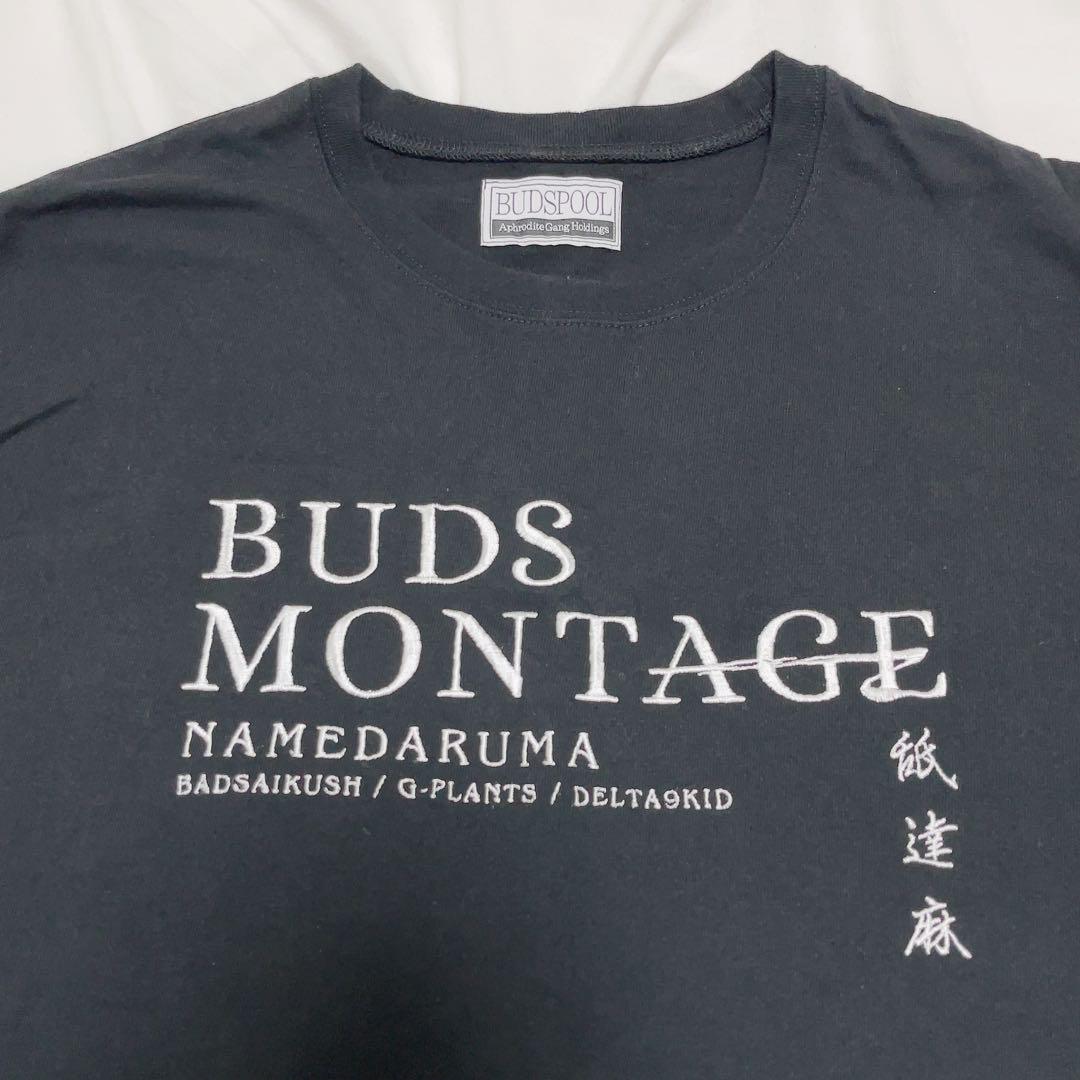 BUDSPOOL
Aphrodite Gang Holdings
BUDS
MONTAGE
NAMEDARUMA
BADSAIKUSH / G-PLANTS / DELTA9KID
舐達麻